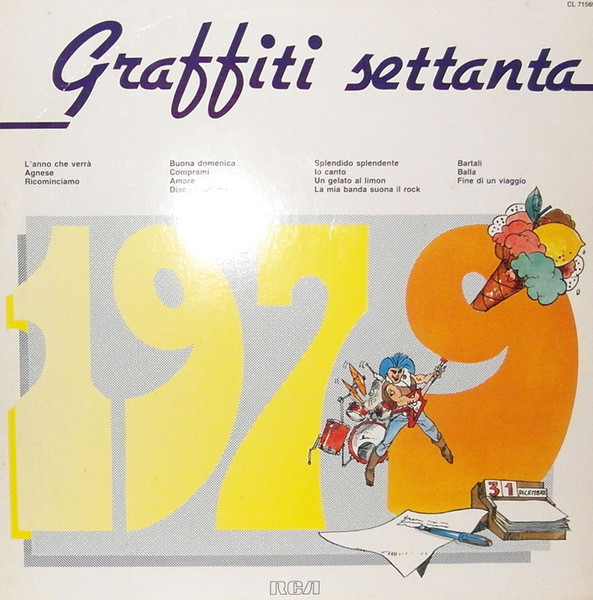 CL 7156
Graffiti settanta
L'anno che verrà
Agnese
Ricominciamo
Buona domenica
Comprami
Amore
Splendido splendente
Io canto
Un gelato al limon
La mia banda suona il rock
Bartali
Balla
Fine di un viaggio
1979
31 DICEMBRE
RCA